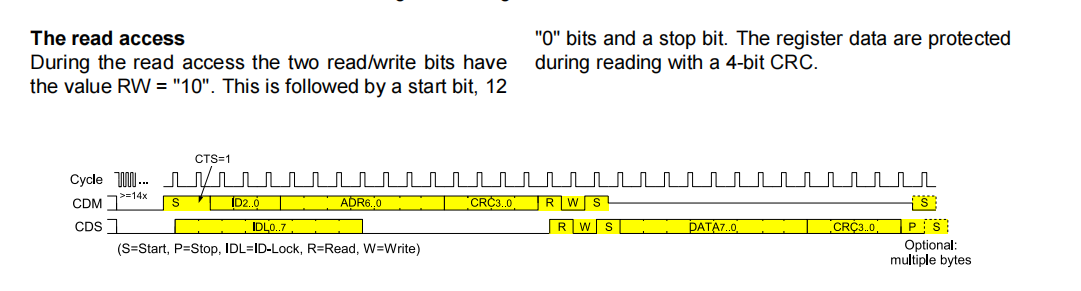 The read access
During the read access the two read/write bits have
the value RW = "10". This is followed by a start bit, 12
"0" bits and a stop bit. The register data are protected
during reading with a 4-bit CRC.
CTS=1
Cycle ...
CDM >=14x S ID2..0 ADR6..0 CRC3..0 R W S S
CDS IDL0..7 R W S DATA7..0 CRC3..0 P S
(S=Start, P=Stop, IDL=ID-Lock, R=Read, W=Write)
Optional:
multiple bytes